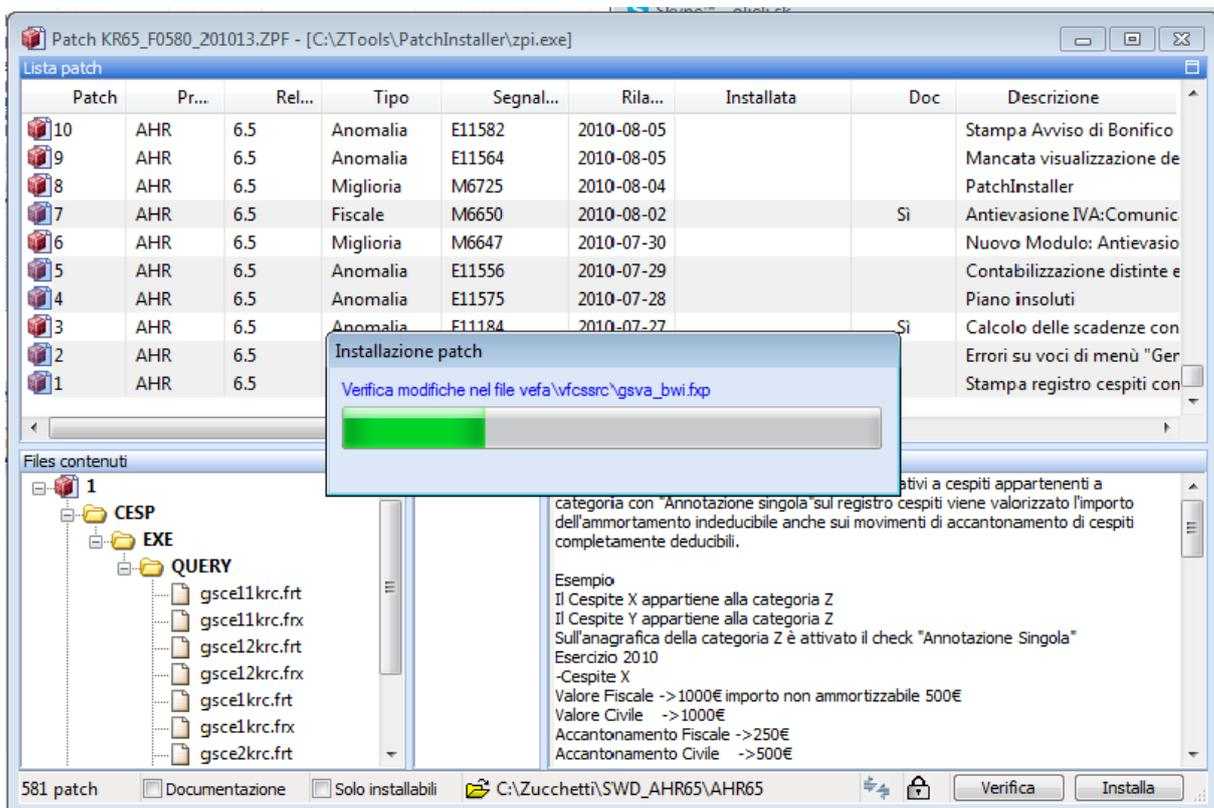 Patch KR65_F0580_201013.ZPF - [C:\ZTools\PatchInstaller\zpi.exe]
Lista patch
Patch Pr... Rel... Tipo Segnal... Rila... Installata Doc Descrizione
10 AHR 6.5 Anomalia E11582 2010-08-05 Stampa Avviso di Bonifico
9 AHR 6.5 Anomalia E11564 2010-08-05 Mancata visualizzazione de
8 AHR 6.5 Miglioria M6725 2010-08-04 PatchInstaller
7 AHR 6.5 Fiscale M6650 2010-08-02 Sì Antievasione IVA:Comunic
6 AHR 6.5 Miglioria M6647 2010-07-30 Nuovo Modulo: Antievasio
5 AHR 6.5 Anomalia E11556 2010-07-29 Contabilizzazione distinte e
4 AHR 6.5 Anomalia E11575 2010-07-28 Piano insoluti
3 AHR 6.5 Anomalia E11184 2010-07-27 Sì Calcolo delle scadenze con
2 AHR 6.5 Errori su voci di menù "Ger
1 AHR 6.5 Stampa registro cespiti con
Installazione patch
Verifica modifiche nel file vefa\vfcssrc\gsva_bwi.fxp
Files contenuti
1
CESP
EXE
QUERY
gsce11krc.frt
gsce11krc.frx
gsce12krc.frt
gsce12krc.frx
gsce1krc.frt
gsce1krc.frx
gsce2krc.frt
ativi a cespiti appartenenti a
categoria con "Annotazione singola"sul registro cespiti viene valorizzato l'importo
dell'ammortamento indeducibile anche sui movimenti di accantonamento di cespiti
completamente deducibili.
Esempio
Il Cespite X appartiene alla categoria Z
Il Cespite Y appartiene alla categoria Z
Sull'anagrafica della categoria Z è attivato il check "Annotazione Singola"
Esercizio 2010
-Cespite X
Valore Fiscale ->1000€ importo non ammortizzabile 500€
Valore Civile ->1000€
Accantonamento Fiscale ->250€
Accantonamento Civile ->500€
581 patch Documentazione Solo installabili C:\Zucchetti\SWD_AHR65\AHR65 Verifica Installa